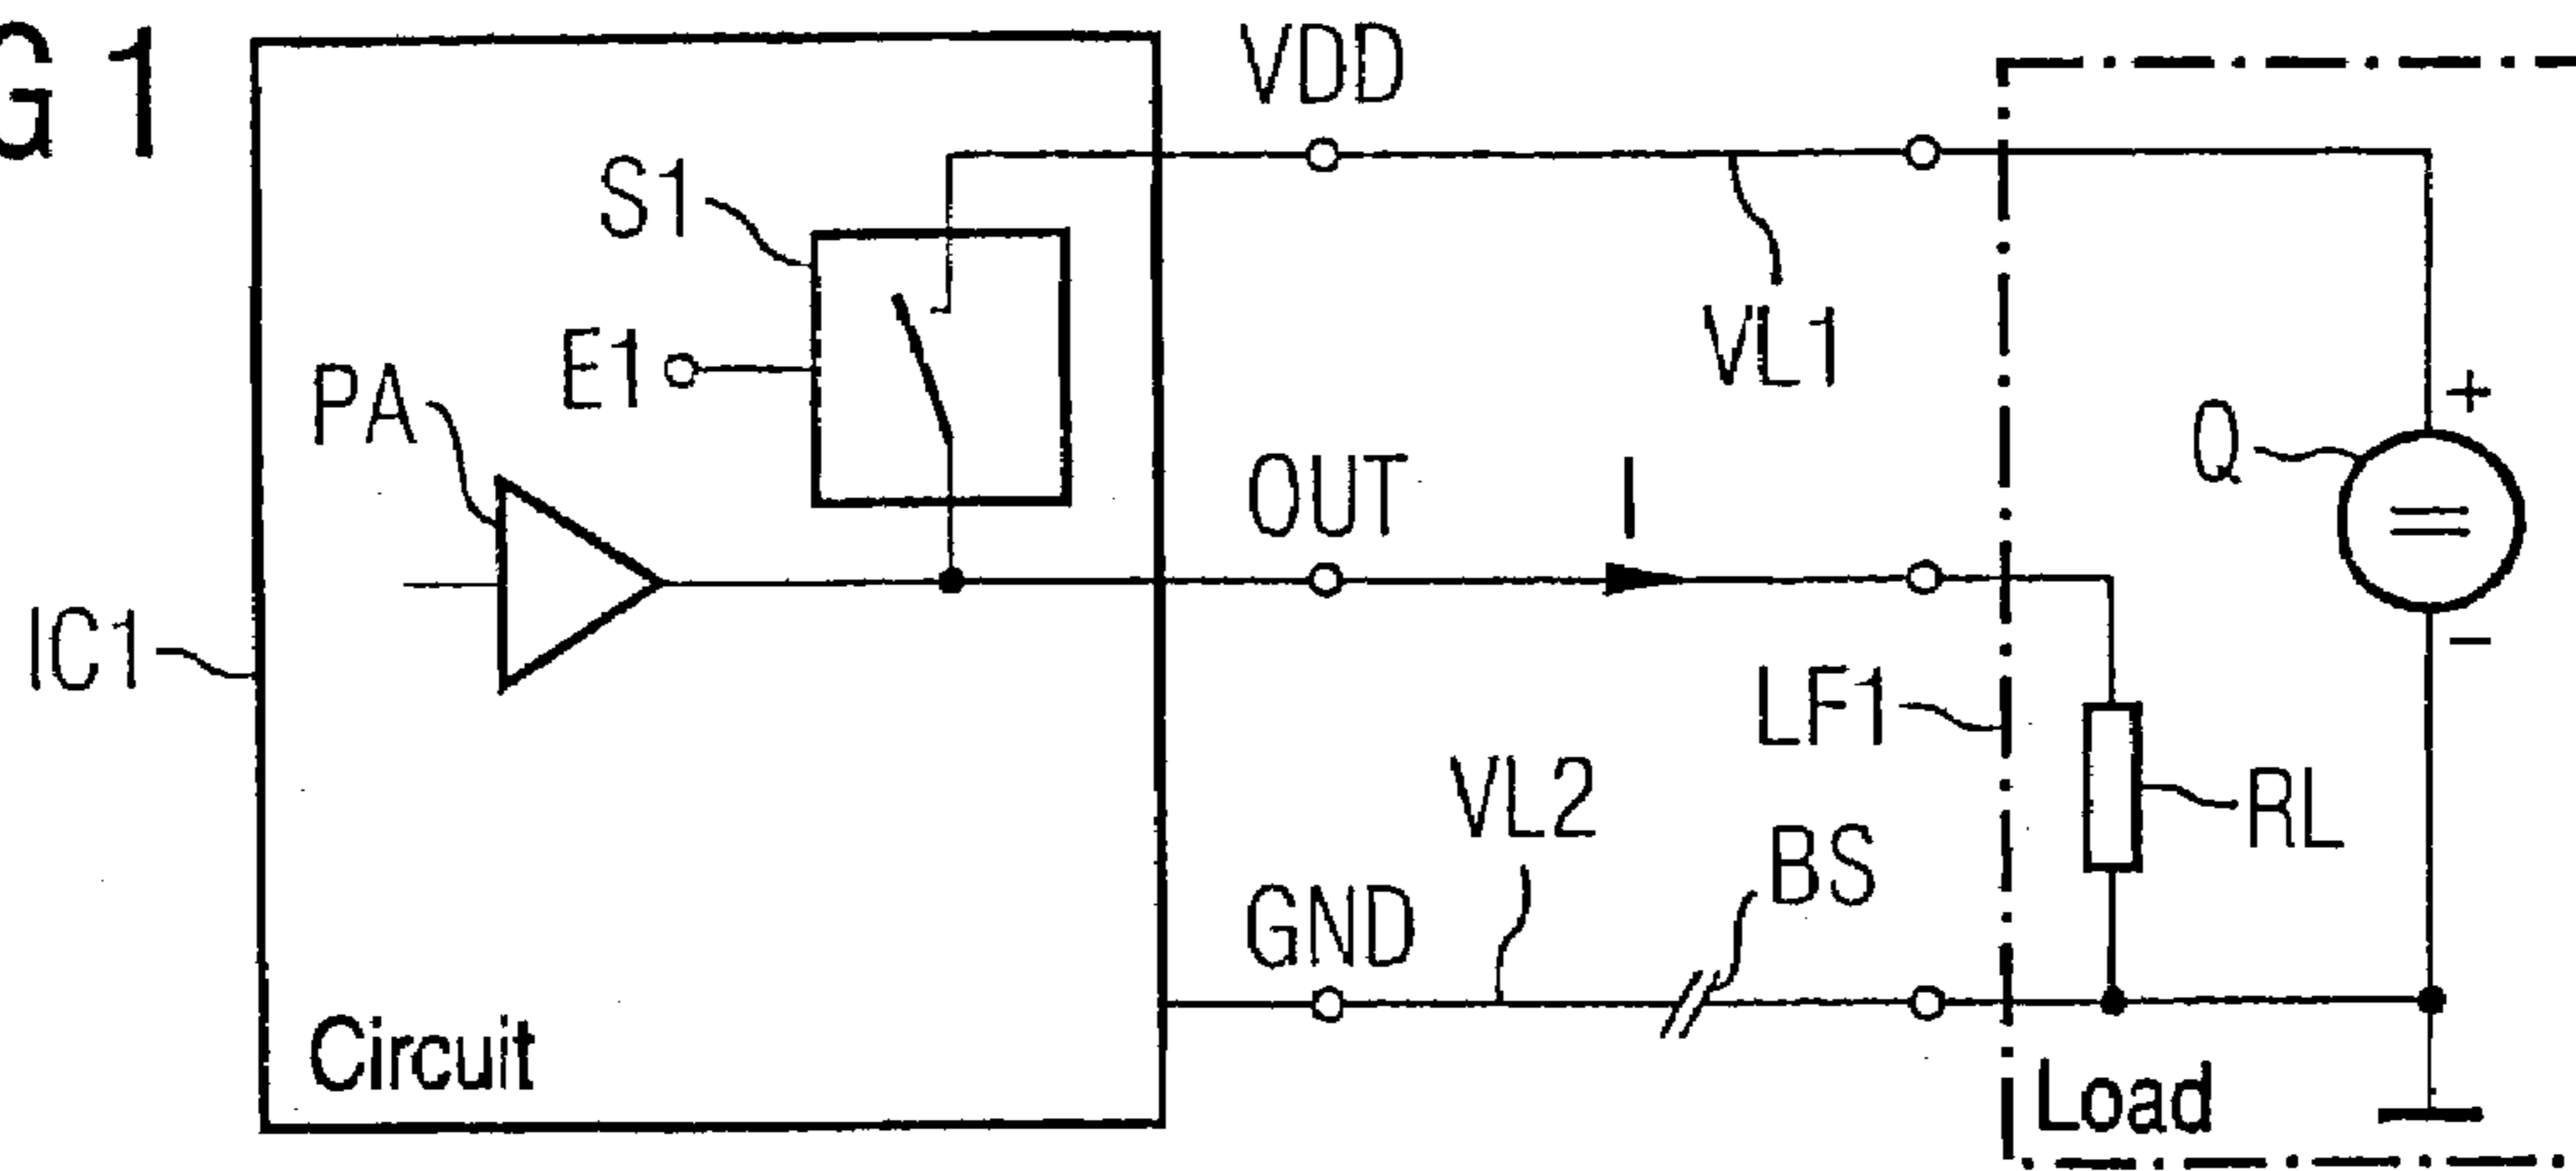 G 1
VDD
S1
E1
VL1
+
PA
Q
OUT
I
IC1
−
LF1
VL2
BS
RL
GND
Circuit
Load